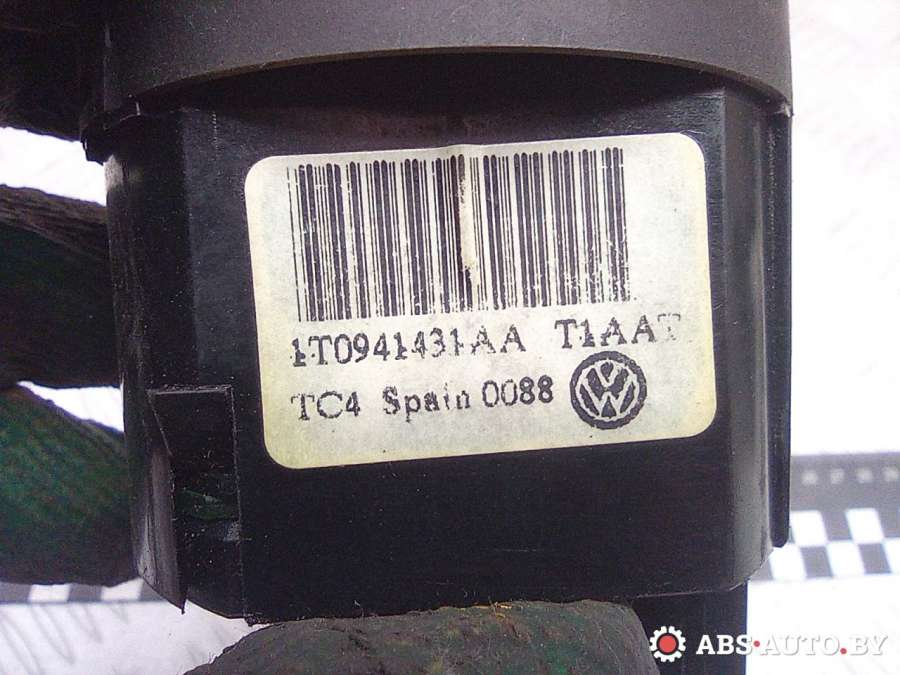 1T0941431AA T1AAT
TC4 Spain 0088
ABS-AUTO.BY